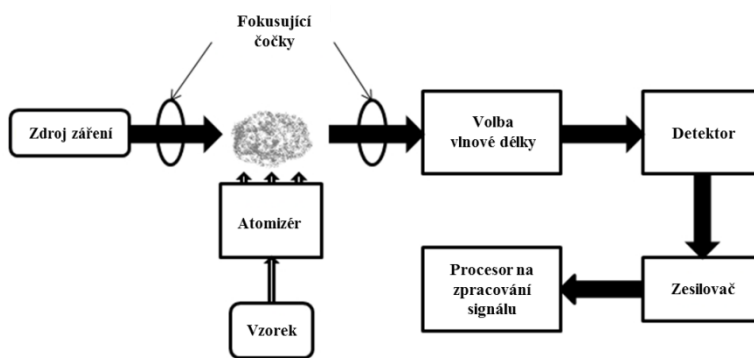 Fokusující
čočky
Zdroj záření
Volba
vlnové délky
Detektor
Atomizér
Procesor na
zpracování
signálu
Zesilovač
Vzorek